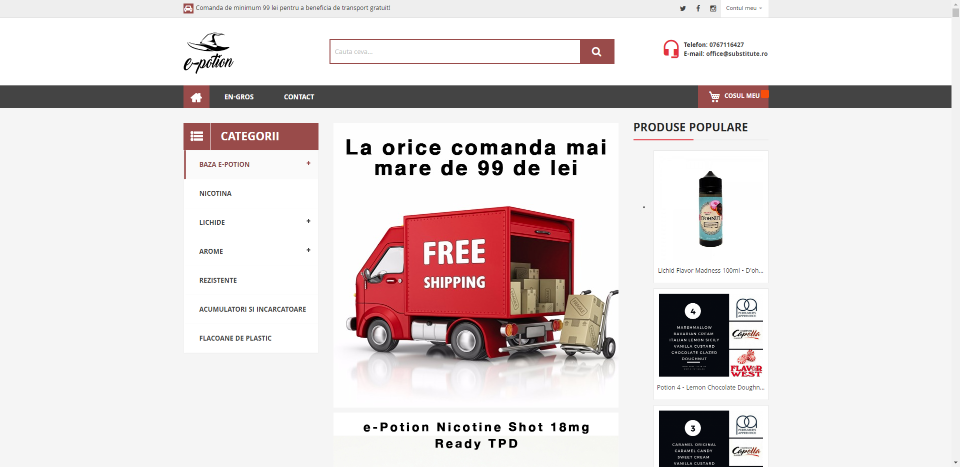 Comanda de minimum 99 lei pentru a beneficia de transport gratuit!
Contul meu
e-potion
Cauta ceva...
Telefon: 0767116427
E-mail: office@substitute.ro
EN-GROS
CONTACT
COSUL MEU
CATEGORII
BAZA E-POTION +
NICOTINA
LICHIDE +
AROME +
REZISTENTE
ACUMULATORI SI INCARCATOARE
FLACOANE DE PLASTIC
La orice comanda mai
mare de 99 de lei
FREE
SHIPPING
e-Potion Nicotine Shot 18mg
Ready TPD
PRODUSE POPULARE
Lichid Flavor Madness 100ml - D'oh...
4
MARSHMALLOW
BAVARIAN CREAM
ITALIAN LEMON SICILY
VANILLA CUSTARD
CHOCOLATE GLAZED
DOUGHNUT
Capella
FLAVOR
WEST
Potion 4 - Lemon Chocolate Doughn...
3
CARAMEL ORIGINAL
CARAMEL CANDY
SWEET CREAM
VANILLA CUSTARD
Capella